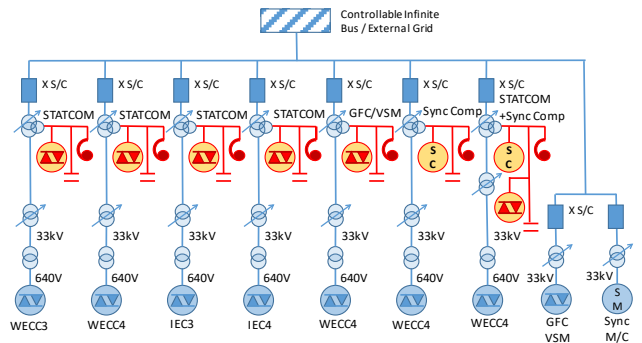 Controllable Infinite
Bus / External Grid
X S/C X S/C X S/C X S/C X S/C X S/C X S/C
STATCOM STATCOM STATCOM STATCOM GFC/VSM Sync Comp STATCOM
+Sync Comp
S
C
S
C
X S/C
33kV 33kV 33kV 33kV 33kV 33kV 33kV 33kV 33kV
640V 640V 640V 640V 640V 640V 640V
S
M
WECC3 WECC4 IEC3 IEC4 WECC4 WECC4 WECC4 GFC
VSM
Sync
M/C